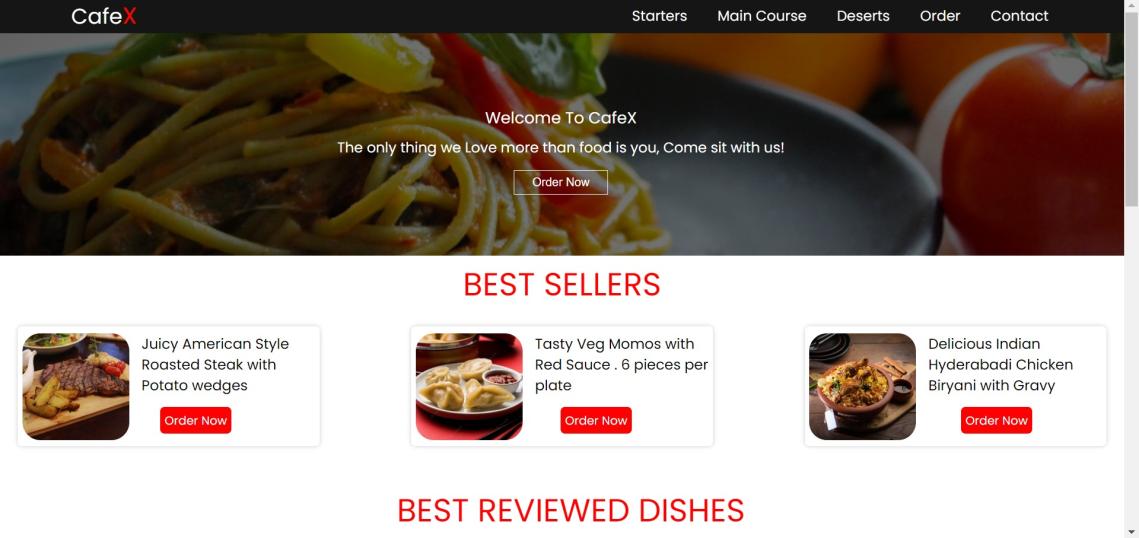 CafeX
Starters
Main Course
Deserts
Order
Contact
Welcome To CafeX
The only thing we Love more than food is you, Come sit with us!
Order Now
BEST SELLERS
Juicy American Style
Roasted Steak with
Potato wedges
Order Now
Tasty Veg Momos with
Red Sauce . 6 pieces per
plate
Order Now
Delicious Indian
Hyderabadi Chicken
Biryani with Gravy
Order Now
BEST REVIEWED DISHES